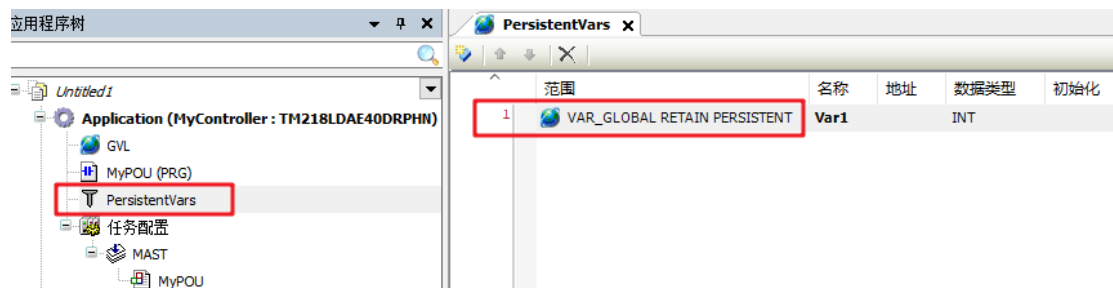 应用程序树
Untitled1
Application (MyController : TM218LDAE40DRPHN)
GVL
MyPOU (PRG)
PersistentVars
任务配置
MAST
MyPOU
PersistentVars
范围 名称 地址 数据类型 初始化
1 VAR_GLOBAL RETAIN PERSISTENT Var1 INT